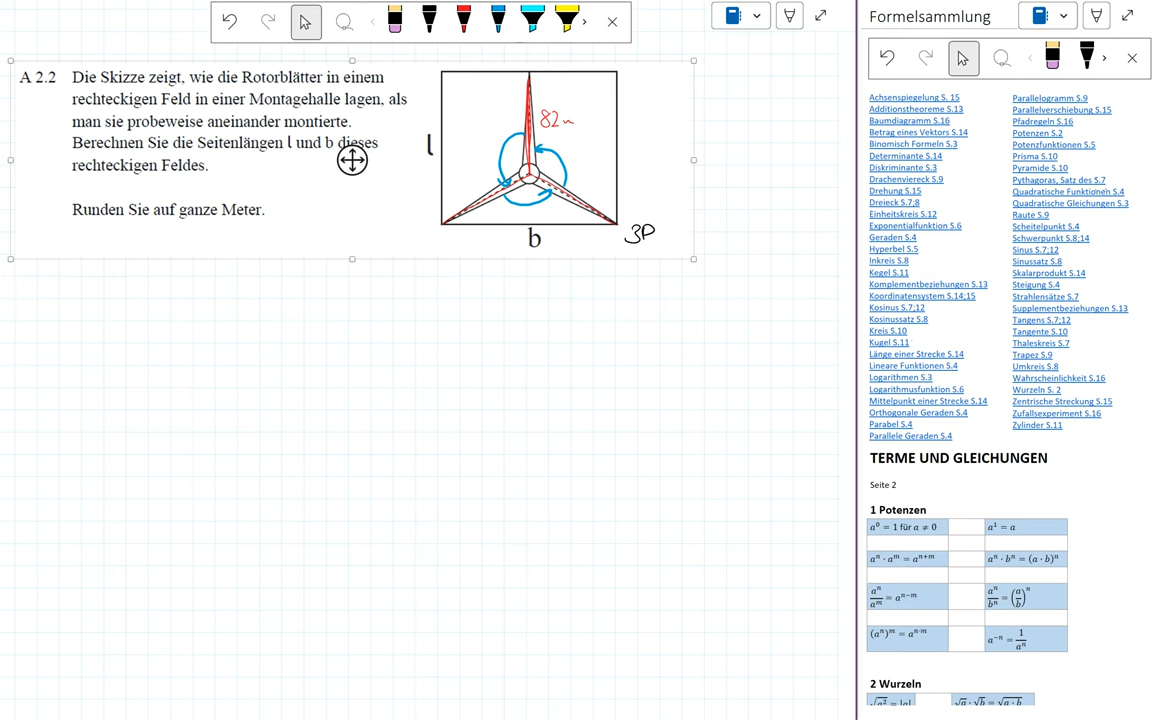 Formelsammlung
A 2.2 Die Skizze zeigt, wie die Rotorblätter in einem
rechteckigen Feld in einer Montagehalle lagen, als
man sie probeweise aneinander montierte.
Berechnen Sie die Seitenlängen l und b dieses
rechteckigen Feldes.
Runden Sie auf ganze Meter.
82m
l
b
3P
Achsenspiegelung S. 15
Additionstheoreme S.13
Baumdiagramm S.16
Betrag eines Vektors S.14
Binomisch Formeln S.3
Determinante S.14
Diskriminante S.3
Drachenviereck S.9
Drehung S.15
Dreieck S.7;8
Einheitskreis S.12
Exponentialfunktion S.6
Geraden S.4
Hyperbel S.5
Inkreis S.8
Kegel S.11
Komplementbeziehungen S.13
Koordinatensystem S.14;15
Kosinus S.7;12
Kosinussatz S.8
Kreis S.10
Kugel S.11
Länge einer Strecke S.14
Lineare Funktionen S.4
Logarithmen S.3
Logarithmusfunktion S.6
Mittelpunkt einer Strecke S.14
Orthogonale Geraden S.4
Parabel S.4
Parallele Geraden S.4
Parallelogramm S.9
Parallelverschiebung S.15
Pfadregeln S.16
Potenzen S.2
Potenzfunktionen S.5
Prisma S.10
Pyramide S.10
Pythagoras, Satz des S.7
Quadratische Funktionen S.4
Quadratische Gleichungen S.3
Raute S.9
Scheitelpunkt S.4
Schwerpunkt S.8;14
Sinus S.7;12
Sinussatz S.8
Skalarprodukt S.14
Steigung S.4
Strahlensätze S.7
Supplementbeziehungen S.13
Tangens S.7;12
Tangente S.10
Thaleskreis S.7
Trapez S.9
Umkreis S.8
Wahrscheinlichkeit S.16
Wurzeln S. 2
Zentrische Streckung S.15
Zufallsexperiment S.16
Zylinder S.11
TERME UND GLEICHUNGEN
Seite 2
1 Potenzen
a⁰ = 1 für a ≠ 0
a¹ = a
aⁿ · aᵐ = aⁿ⁺ᵐ
aⁿ · bⁿ = (a · b)ⁿ
aⁿ/aᵐ = aⁿ⁻ᵐ
aⁿ/bⁿ = (a/b)ⁿ
(aⁿ)ᵐ = aⁿ·ᵐ
a⁻ⁿ = 1/aⁿ
2 Wurzeln
√a² = |a|
√a · √b = √a · b